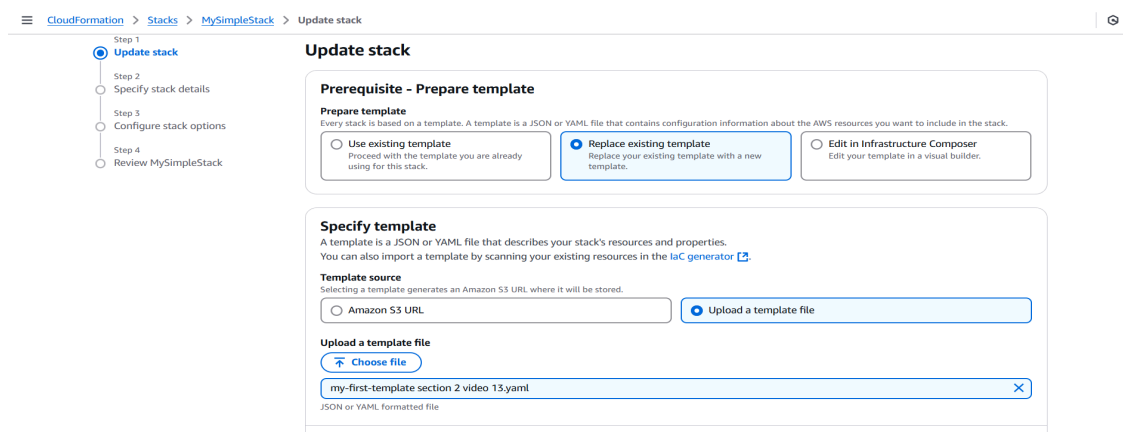 CloudFormation > Stacks > MySimpleStack > Update stack
Step 1
Update stack
Step 2
Specify stack details
Step 3
Configure stack options
Step 4
Review MySimpleStack
Update stack
Prerequisite - Prepare template
Prepare template
Every stack is based on a template. A template is a JSON or YAML file that contains configuration information about the AWS resources you want to include in the stack.
Use existing template
Proceed with the template you are already
using for this stack.
Replace existing template
Replace your existing template with a new
template.
Edit in Infrastructure Composer
Edit your template in a visual builder.
Specify template
A template is a JSON or YAML file that describes your stack's resources and properties.
You can also import a template by scanning your existing resources in the IaC generator.
Template source
Selecting a template generates an Amazon S3 URL where it will be stored.
Amazon S3 URL
Upload a template file
Upload a template file
Choose file
my-first-template section 2 video 13.yaml
JSON or YAML formatted file